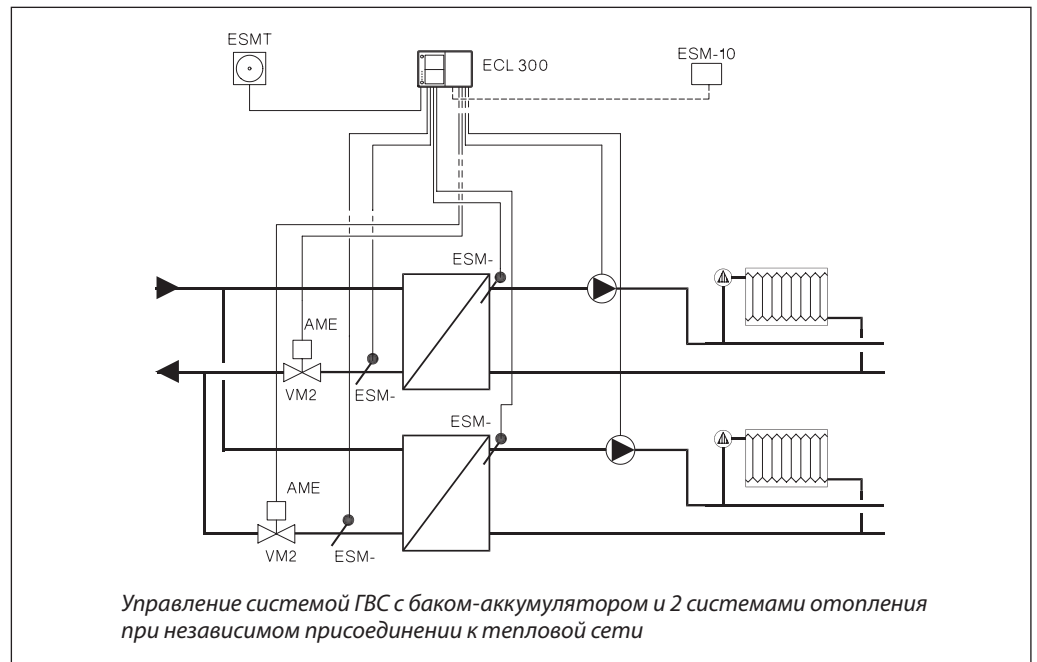 ESMT
ECL 300
ESM-10
ESM-
AME
VM2
ESM-
ESM-
AME
VM2
ESM-
Управление системой ГВС с баком-аккумулятором и 2 системами отопления
при независимом присоединении к тепловой сети